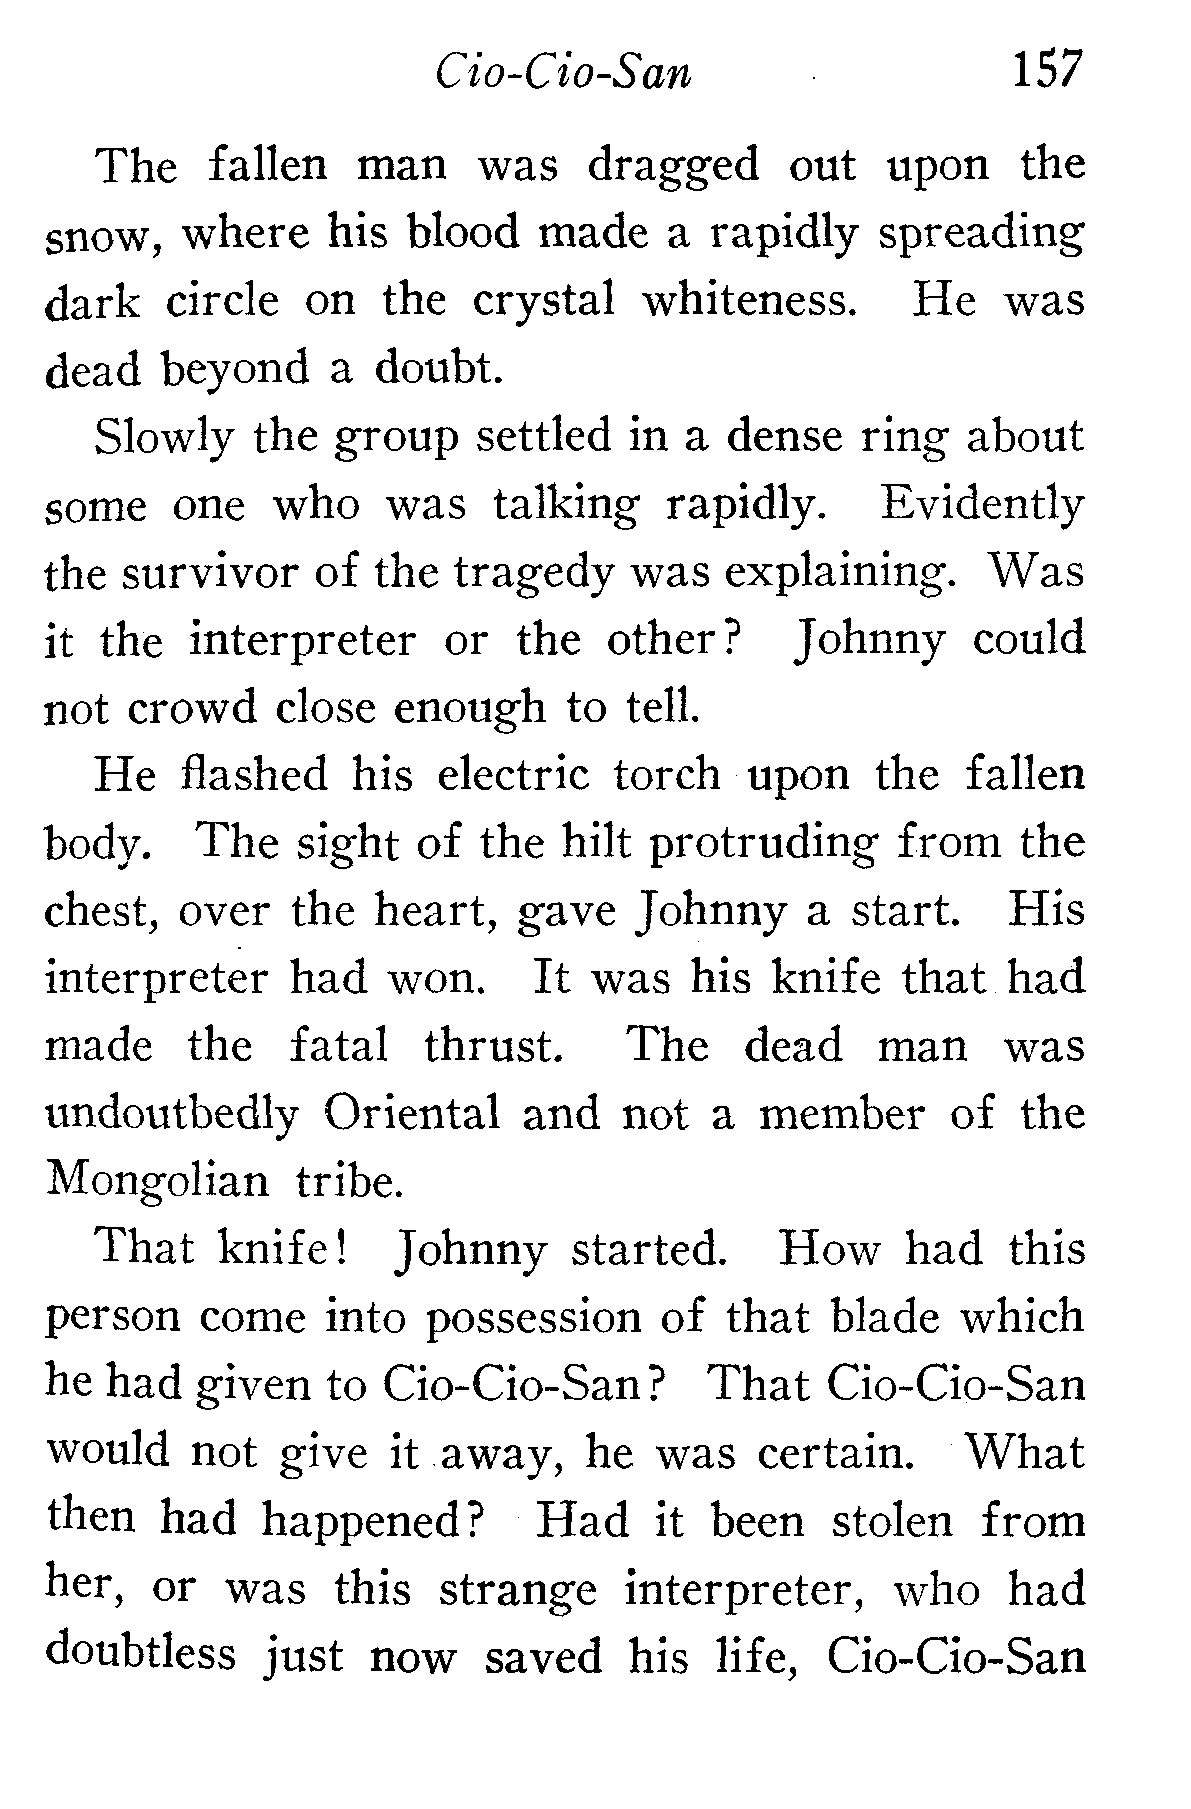 Cio-Cio-San 157
The fallen man was dragged out upon the
snow, where his blood made a rapidly spreading
dark circle on the crystal whiteness. He was
dead beyond a doubt.
Slowly the group settled in a dense ring about
some one who was talking rapidly. Evidently
the survivor of the tragedy was explaining. Was
it the interpreter or the other? Johnny could
not crowd close enough to tell.
He flashed his electric torch upon the fallen
body. The sight of the hilt protruding from the
chest, over the heart, gave Johnny a start. His
interpreter had won. It was his knife that had
made the fatal thrust. The dead man was
undoutbedly Oriental and not a member of the
Mongolian tribe.
That knife! Johnny started. How had this
person come into possession of that blade which
he had given to Cio-Cio-San? That Cio-Cio-San
would not give it away, he was certain. What
then had happened? Had it been stolen from
her, or was this strange interpreter, who had
doubtless just now saved his life, Cio-Cio-San